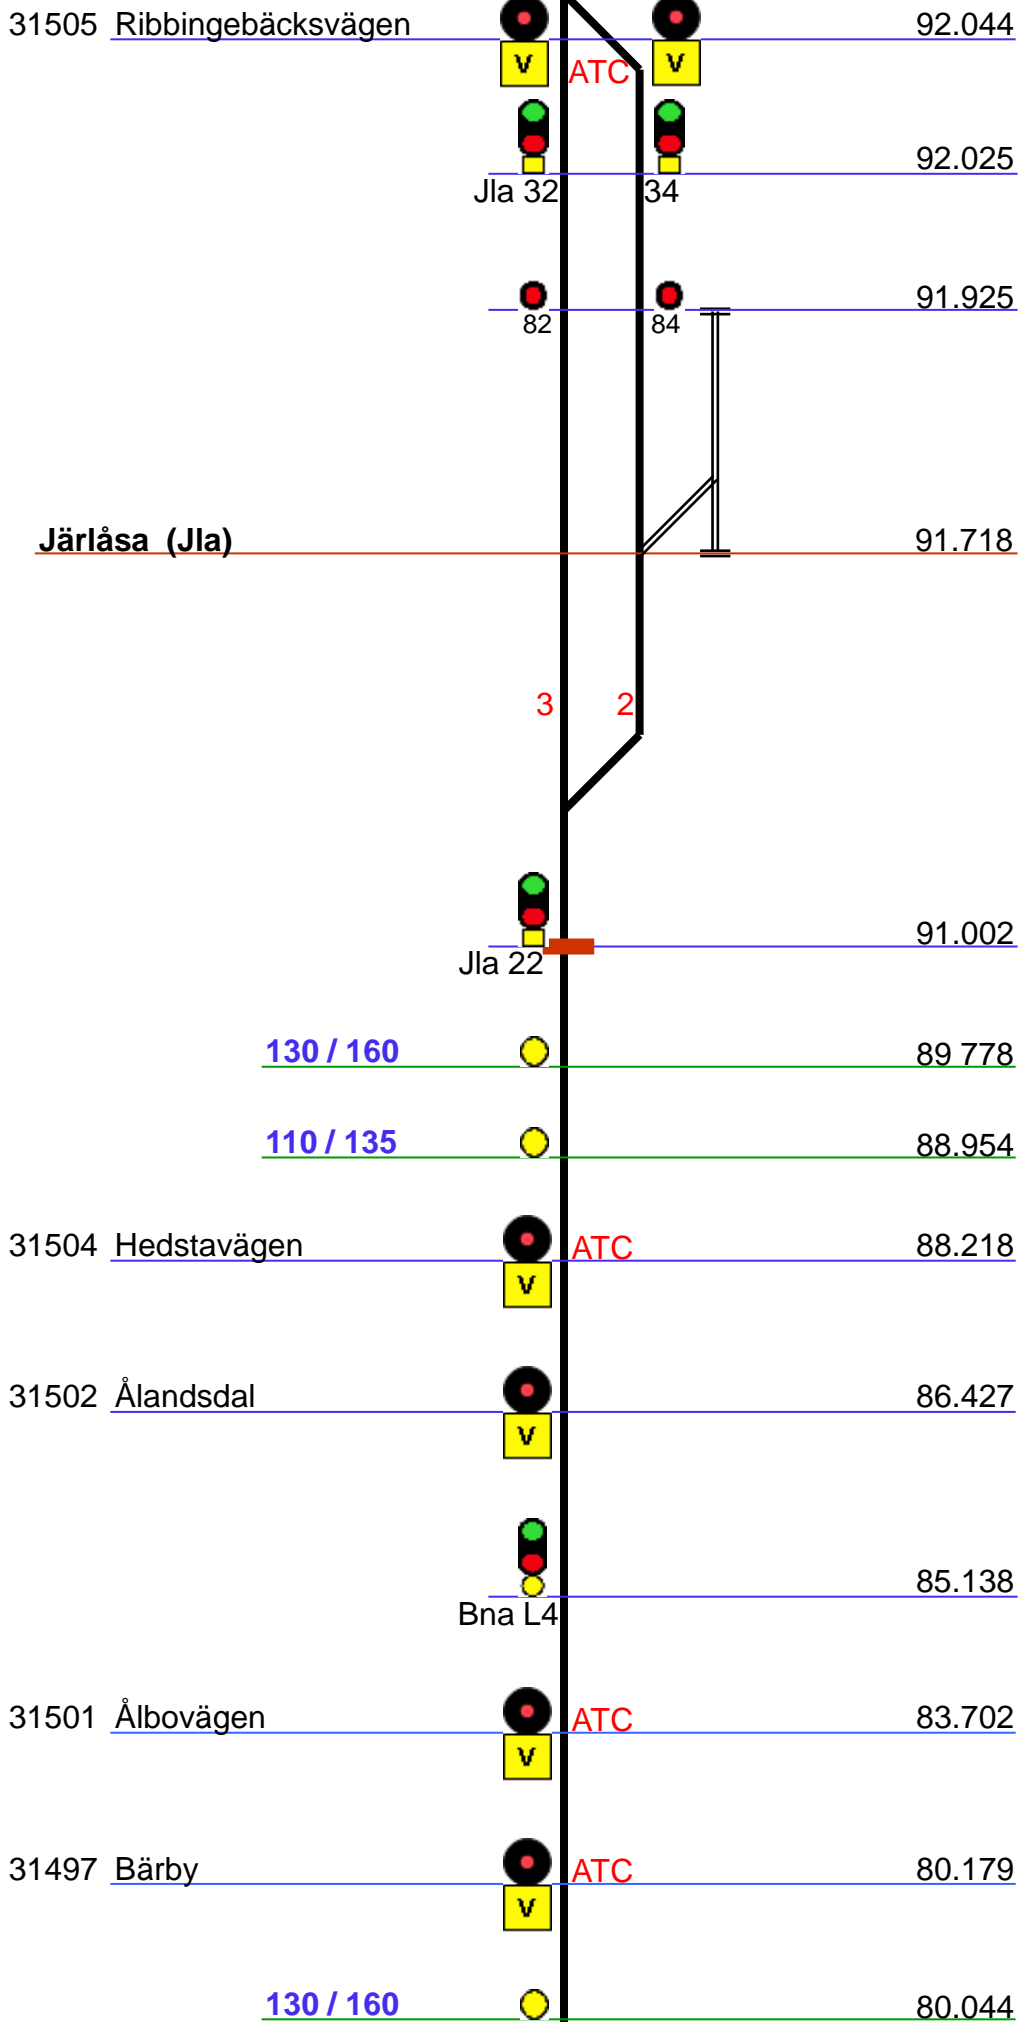 31505 Ribbingebäcksvägen 92.044
V ATC V
92.025
Jla 32 34
91.925
82 84
Järlåsa (Jla) 91.718
3 2
91.002
Jla 22
130 / 160 89 778
110 / 135 88.954
31504 Hedstavägen ATC 88.218
V
31502 Ålandsdal 86.427
V
85.138
Bna L4
31501 Ålbovägen ATC 83.702
V
31497 Bärby ATC 80.179
V
130 / 160 80.044